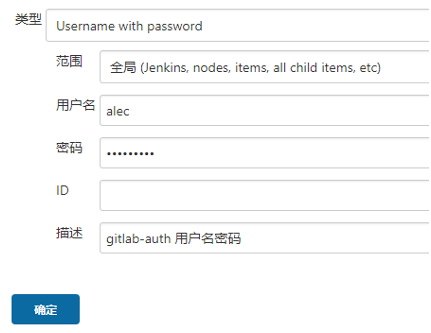 类型 Username with password
范围 全局 (Jenkins, nodes, items, all child items, etc)
用户名 alec
密码 •••••••••
ID
描述 gitlab-auth 用户名密码
确定